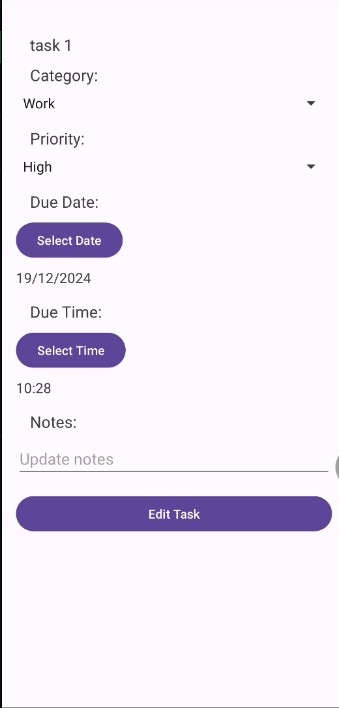 task 1
Category:
Work
Priority:
High
Due Date:
Select Date
19/12/2024
Due Time:
Select Time
10:28
Notes:
Update notes
Edit Task